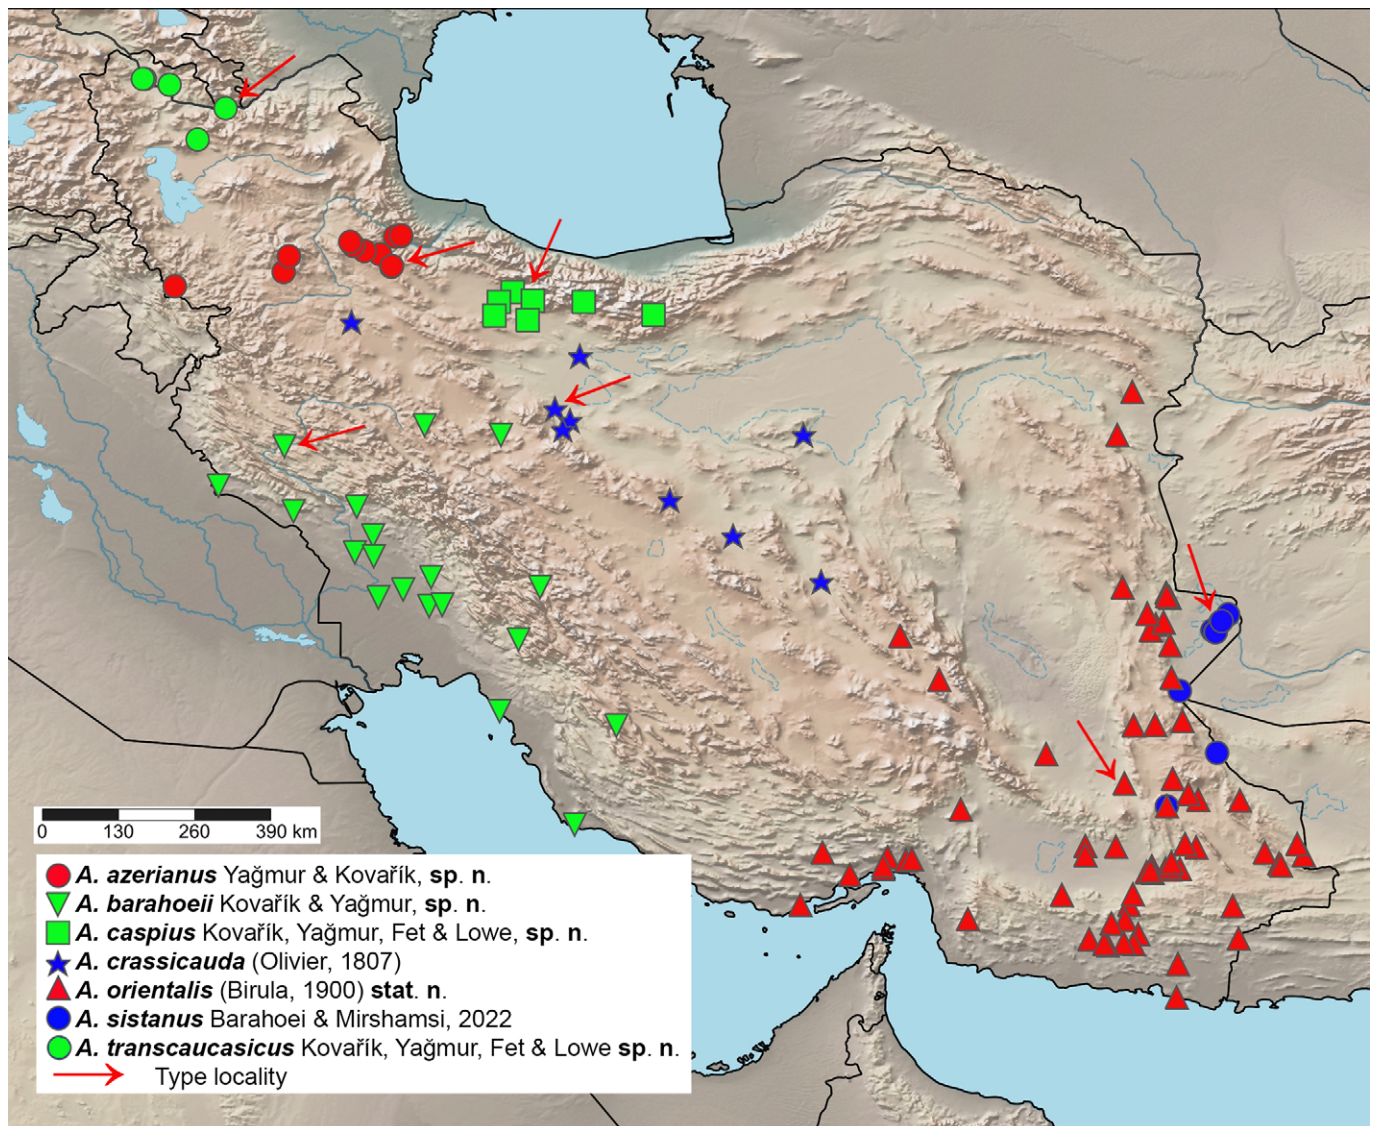 0 130 260 390 km
A. azerianus Yağmur & Kovařík, sp. n.
A. barahoeii Kovařík & Yağmur, sp. n.
A. caspius Kovařík, Yağmur, Fet & Lowe, sp. n.
A. crassicauda (Olivier, 1807)
A. orientalis (Birula, 1900) stat. n.
A. sistanus Barahoei & Mirshamsi, 2022
A. transcaucasicus Kovařík, Yağmur, Fet & Lowe sp. n.
Type locality